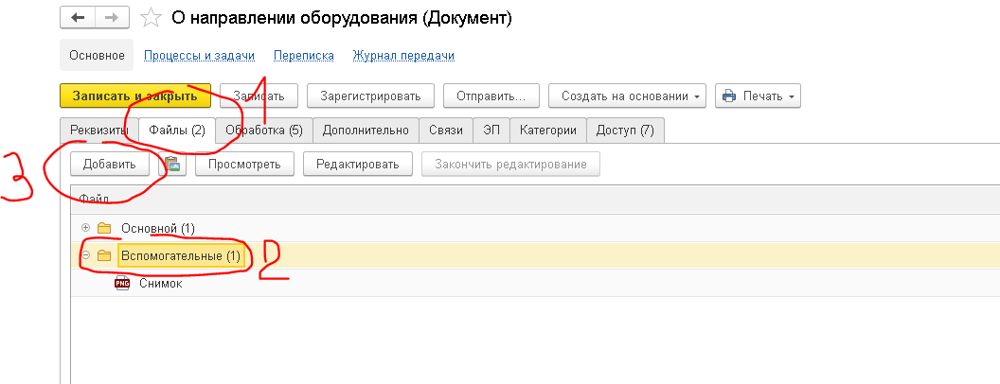 О направлении оборудования (Документ)
Основное Процессы и задачи Переписка Журнал передачи
1
Записать и закрыть Записать Зарегистрировать Отправить... Создать на основании Печать
Реквизиты Файлы (2) Обработка (5) Дополнительно Связи ЭП Категории Доступ (7)
3 Добавить Просмотреть Редактировать Закончить редактирование
Файл
Основной (1)
Вспомогательные (1) 2
PNG Снимок